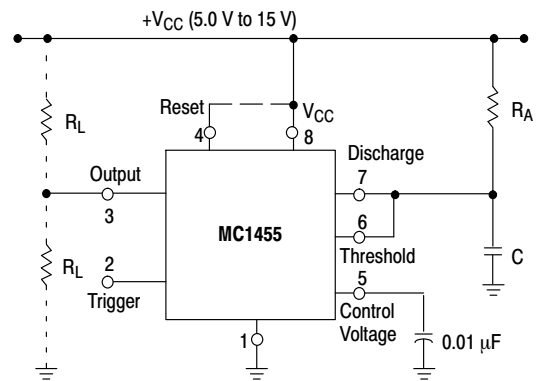 +VCC (5.0 V to 15 V)
Reset
VCC
4
8
RL
RA
Output
Discharge
3
7
MC1455
6
Threshold
RL
2
Trigger
5
Control
Voltage
C
1
0.01 µF